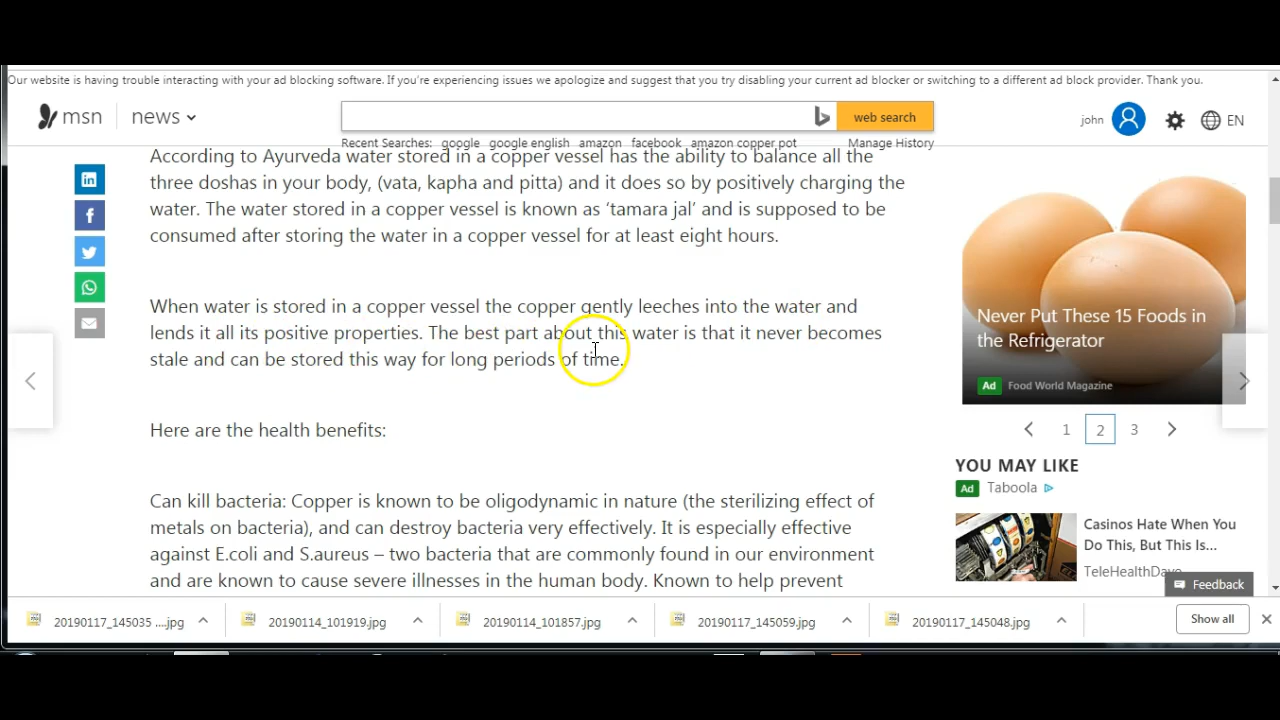 Our website is having trouble interacting with your ad blocking software. If you're experiencing issues we apologize and suggest that you try disabling your current ad blocker or switching to a different ad block provider. Thank you.
msn
news
web search
john
EN
Recent Searches: google google english amazon facebook amazon copper pot Manage History
According to Ayurveda water stored in a copper vessel has the ability to balance all the
three doshas in your body, (vata, kapha and pitta) and it does so by positively charging the
water. The water stored in a copper vessel is known as ‘tamara jal’ and is supposed to be
consumed after storing the water in a copper vessel for at least eight hours.
When water is stored in a copper vessel the copper gently leeches into the water and
lends it all its positive properties. The best part about this water is that it never becomes
stale and can be stored this way for long periods of time.
Here are the health benefits:
Can kill bacteria: Copper is known to be oligodynamic in nature (the sterilizing effect of
metals on bacteria), and can destroy bacteria very effectively. It is especially effective
against E.coli and S.aureus – two bacteria that are commonly found in our environment
and are known to cause severe illnesses in the human body. Known to help prevent
Never Put These 15 Foods in
the Refrigerator
Ad Food World Magazine
1 2 3
YOU MAY LIKE
Ad Taboola
Casinos Hate When You
Do This, But This Is...
Feedback
20190117_145035 ....jpg
20190114_101919.jpg
20190114_101857.jpg
20190117_145059.jpg
20190117_145048.jpg
Show all